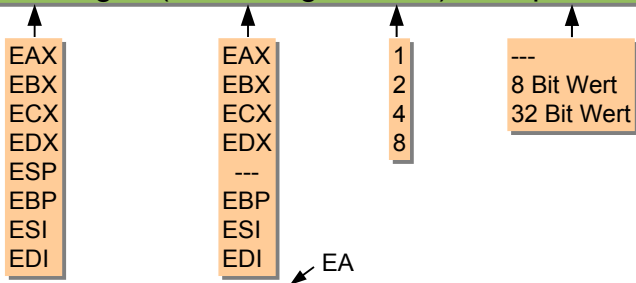 EAX
EBX
ECX
EDX
ESP
EBP
ESI
EDI
EAX
EBX
ECX
EDX
---
EBP
ESI
EDI
1
2
4
8
---
8 Bit Wert
32 Bit Wert
EA